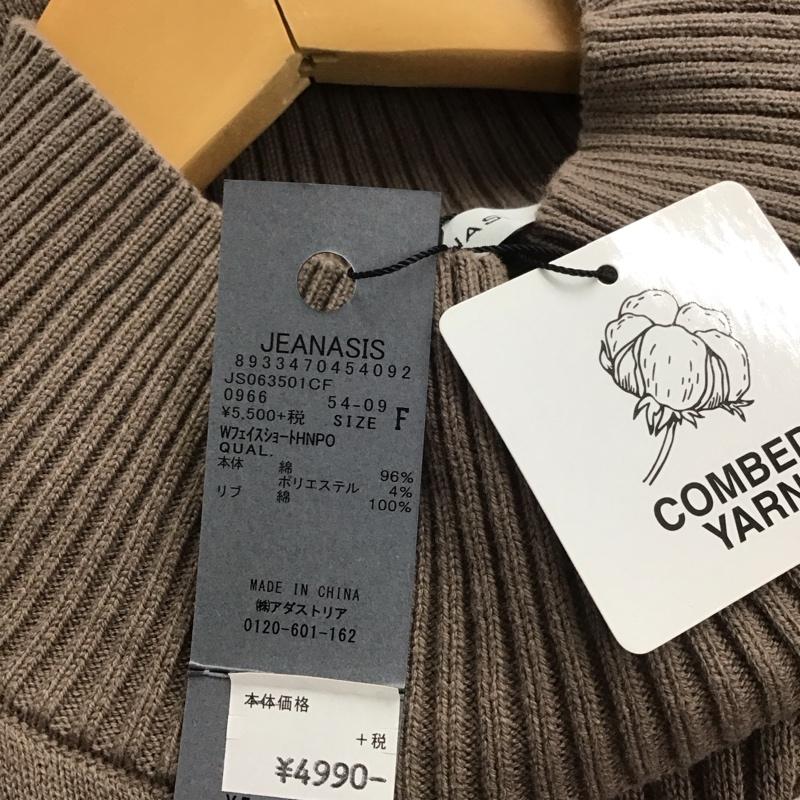 JEANASIS
8933470454092
JS063501CF
0966 54-09
¥5,500+税 SIZE F
WフェイスショートHNPO
QUAL.
本体 綿 96%
ポリエステル 4%
リブ 綿 100%
MADE IN CHINA
㈱アダストリア
0120-601-162
本体価格
+税
¥4990-
NAS
COMBED
YARN